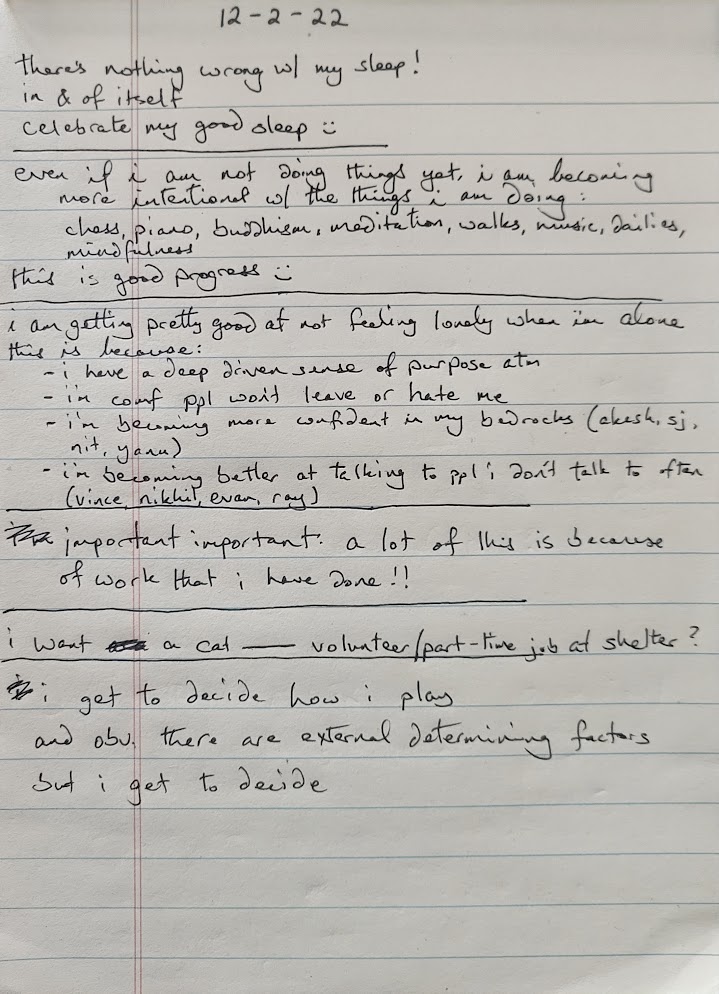 12-2-22
there's nothing wrong w/ my sleep!
in & of itself
celebrate my good sleep :)
even if i am not doing things yet, i am becoming
more intentional w/ the things i am doing:
chess, piano, buddhism, meditation, walks, music, dailies,
mindfulness
this is good progress :)
i am getting pretty good at not feeling lonely when i'm alone
this is because:
- i have a deep driven sense of purpose atm
- i'm conf ppl won't leave or hate me
- i'm becoming more confident in my bedrocks (akesh, sj,
nit, yanu)
- i'm becoming better at talking to ppl i don't talk to often
(vince, nikhit, evan, ray)
important important: a lot of this is because
of work that i have done!!
i want a cat — volunteer/part-time job at shelter?
i get to decide how i play
and obv. there are external determining factors
but i get to decide